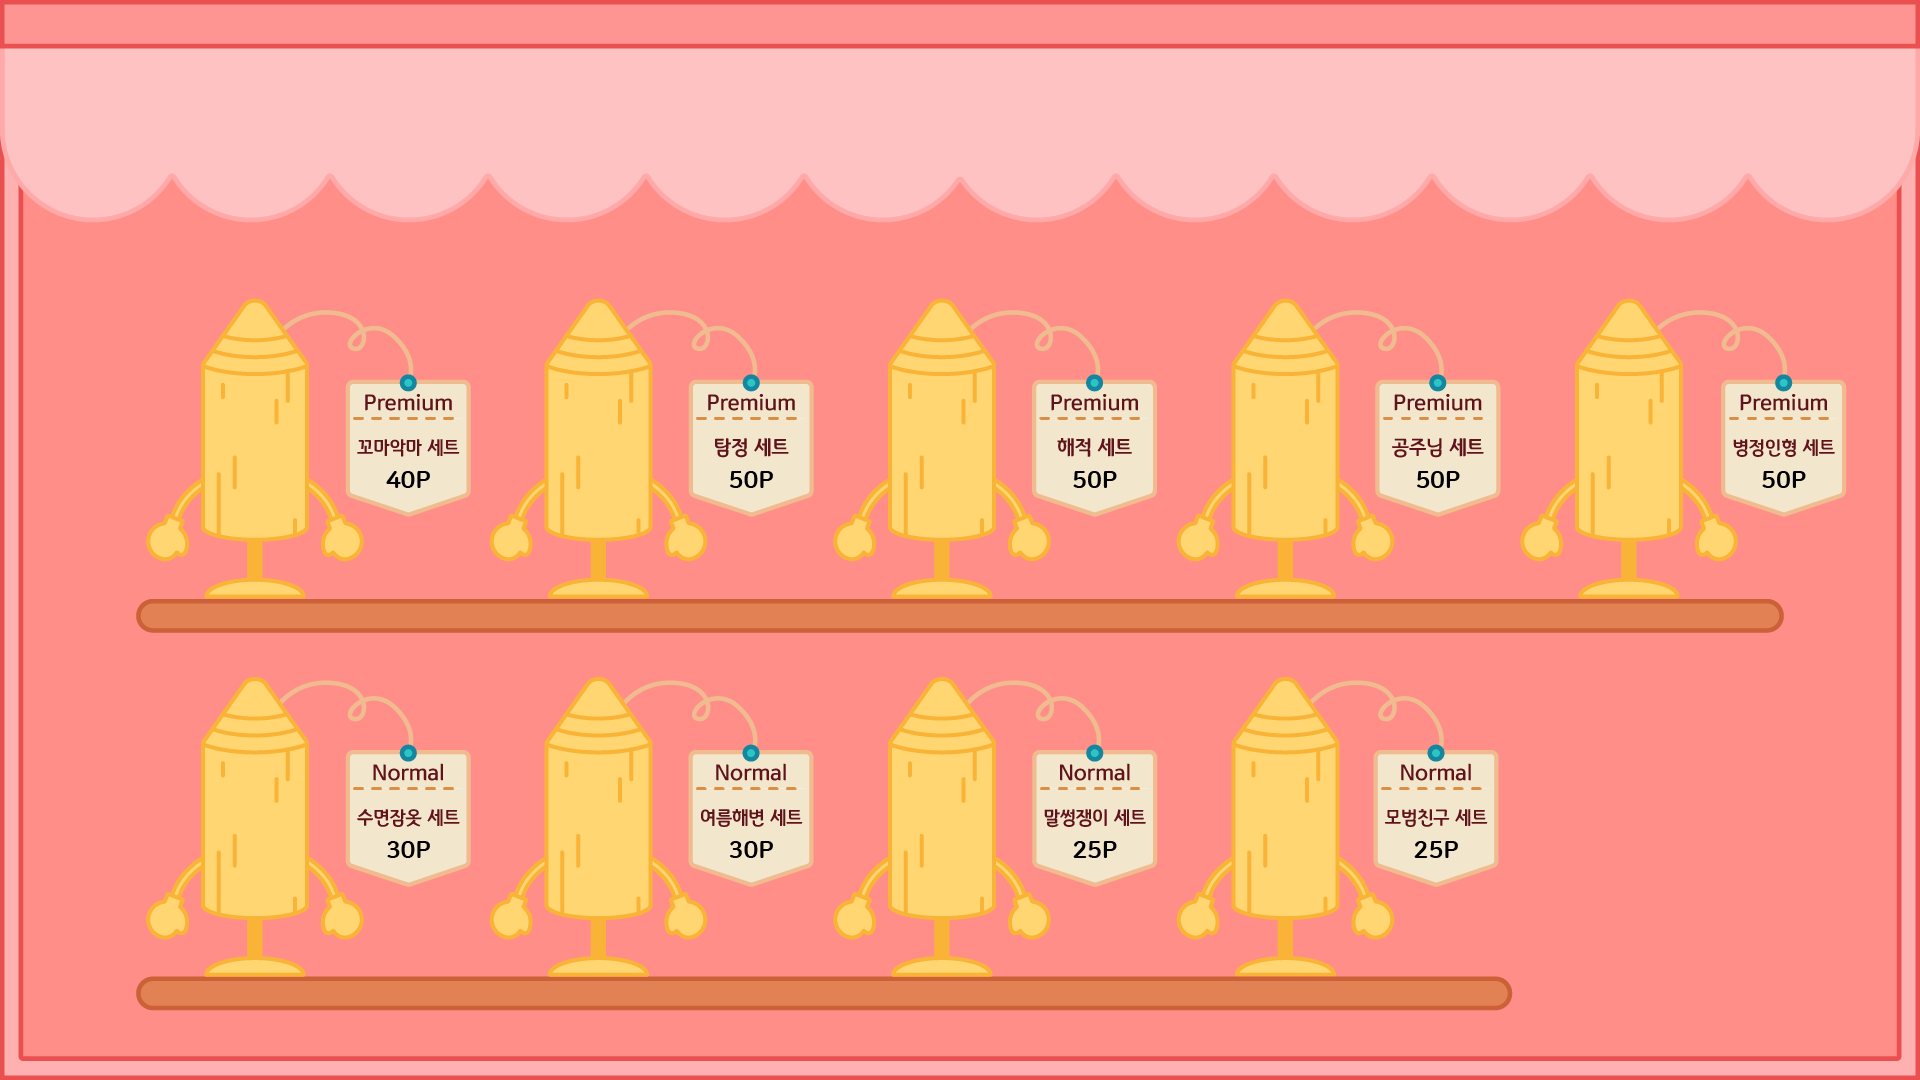 Premium
꼬마악마 세트
40P
Premium
탐정 세트
50P
Premium
해적 세트
50P
Premium
공주님 세트
50P
Premium
병정인형 세트
50P
Normal
수면잠옷 세트
30P
Normal
여름해변 세트
30P
Normal
말썽쟁이 세트
25P
Normal
모범친구 세트
25P